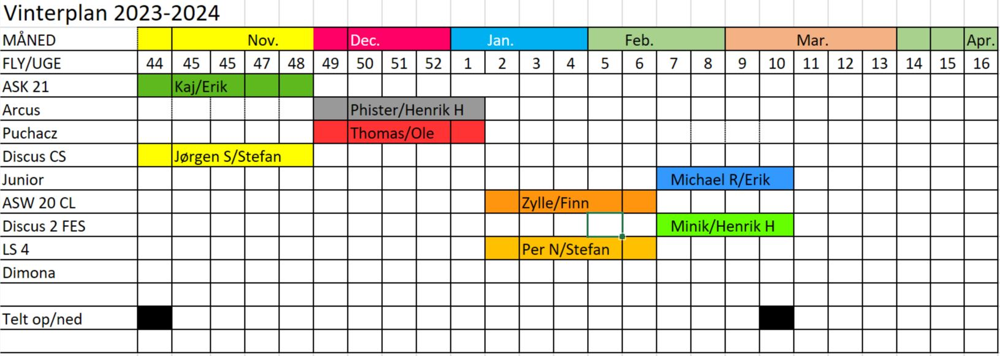 Vinterplan 2023-2024
MÅNED Nov. Dec. Jan. Feb. Mar. Apr.
FLY/UGE 44 45 45 47 48 49 50 51 52 1 2 3 4 5 6 7 8 9 10 11 12 13 14 15 16
ASK 21 Kaj/Erik
Arcus Phister/Henrik H
Puchacz Thomas/Ole
Discus CS Jørgen S/Stefan
Junior Michael R/Erik
ASW 20 CL Zylle/Finn
Discus 2 FES Minik/Henrik H
LS 4 Per N/Stefan
Dimona
Telt op/ned